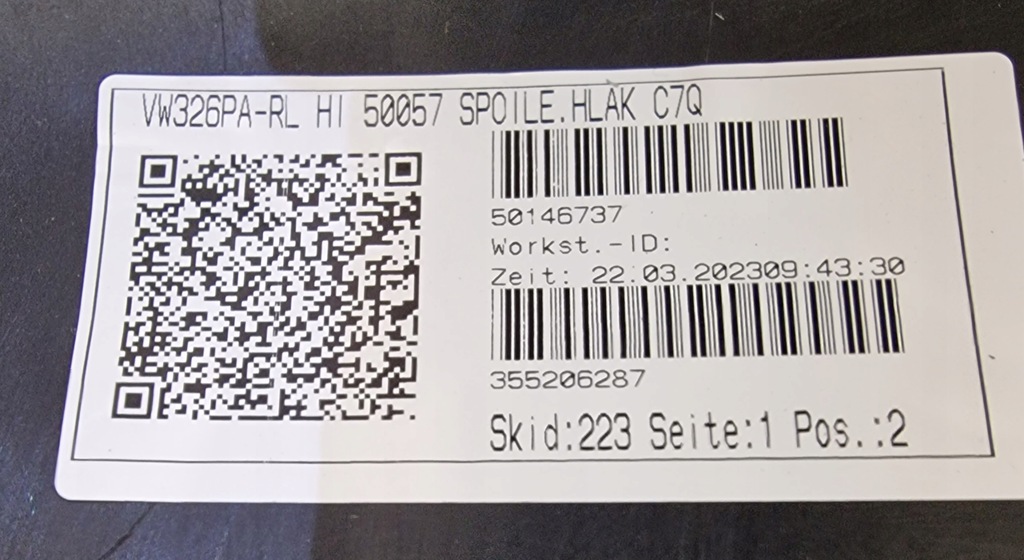 VW326PA-RL HI 50057 SPOILE.HLAK C7Q
50146737
Workst.-ID:
Zeit: 22.03.202309:43:30
355206287
Skid:223 Seite:1 Pos.:2